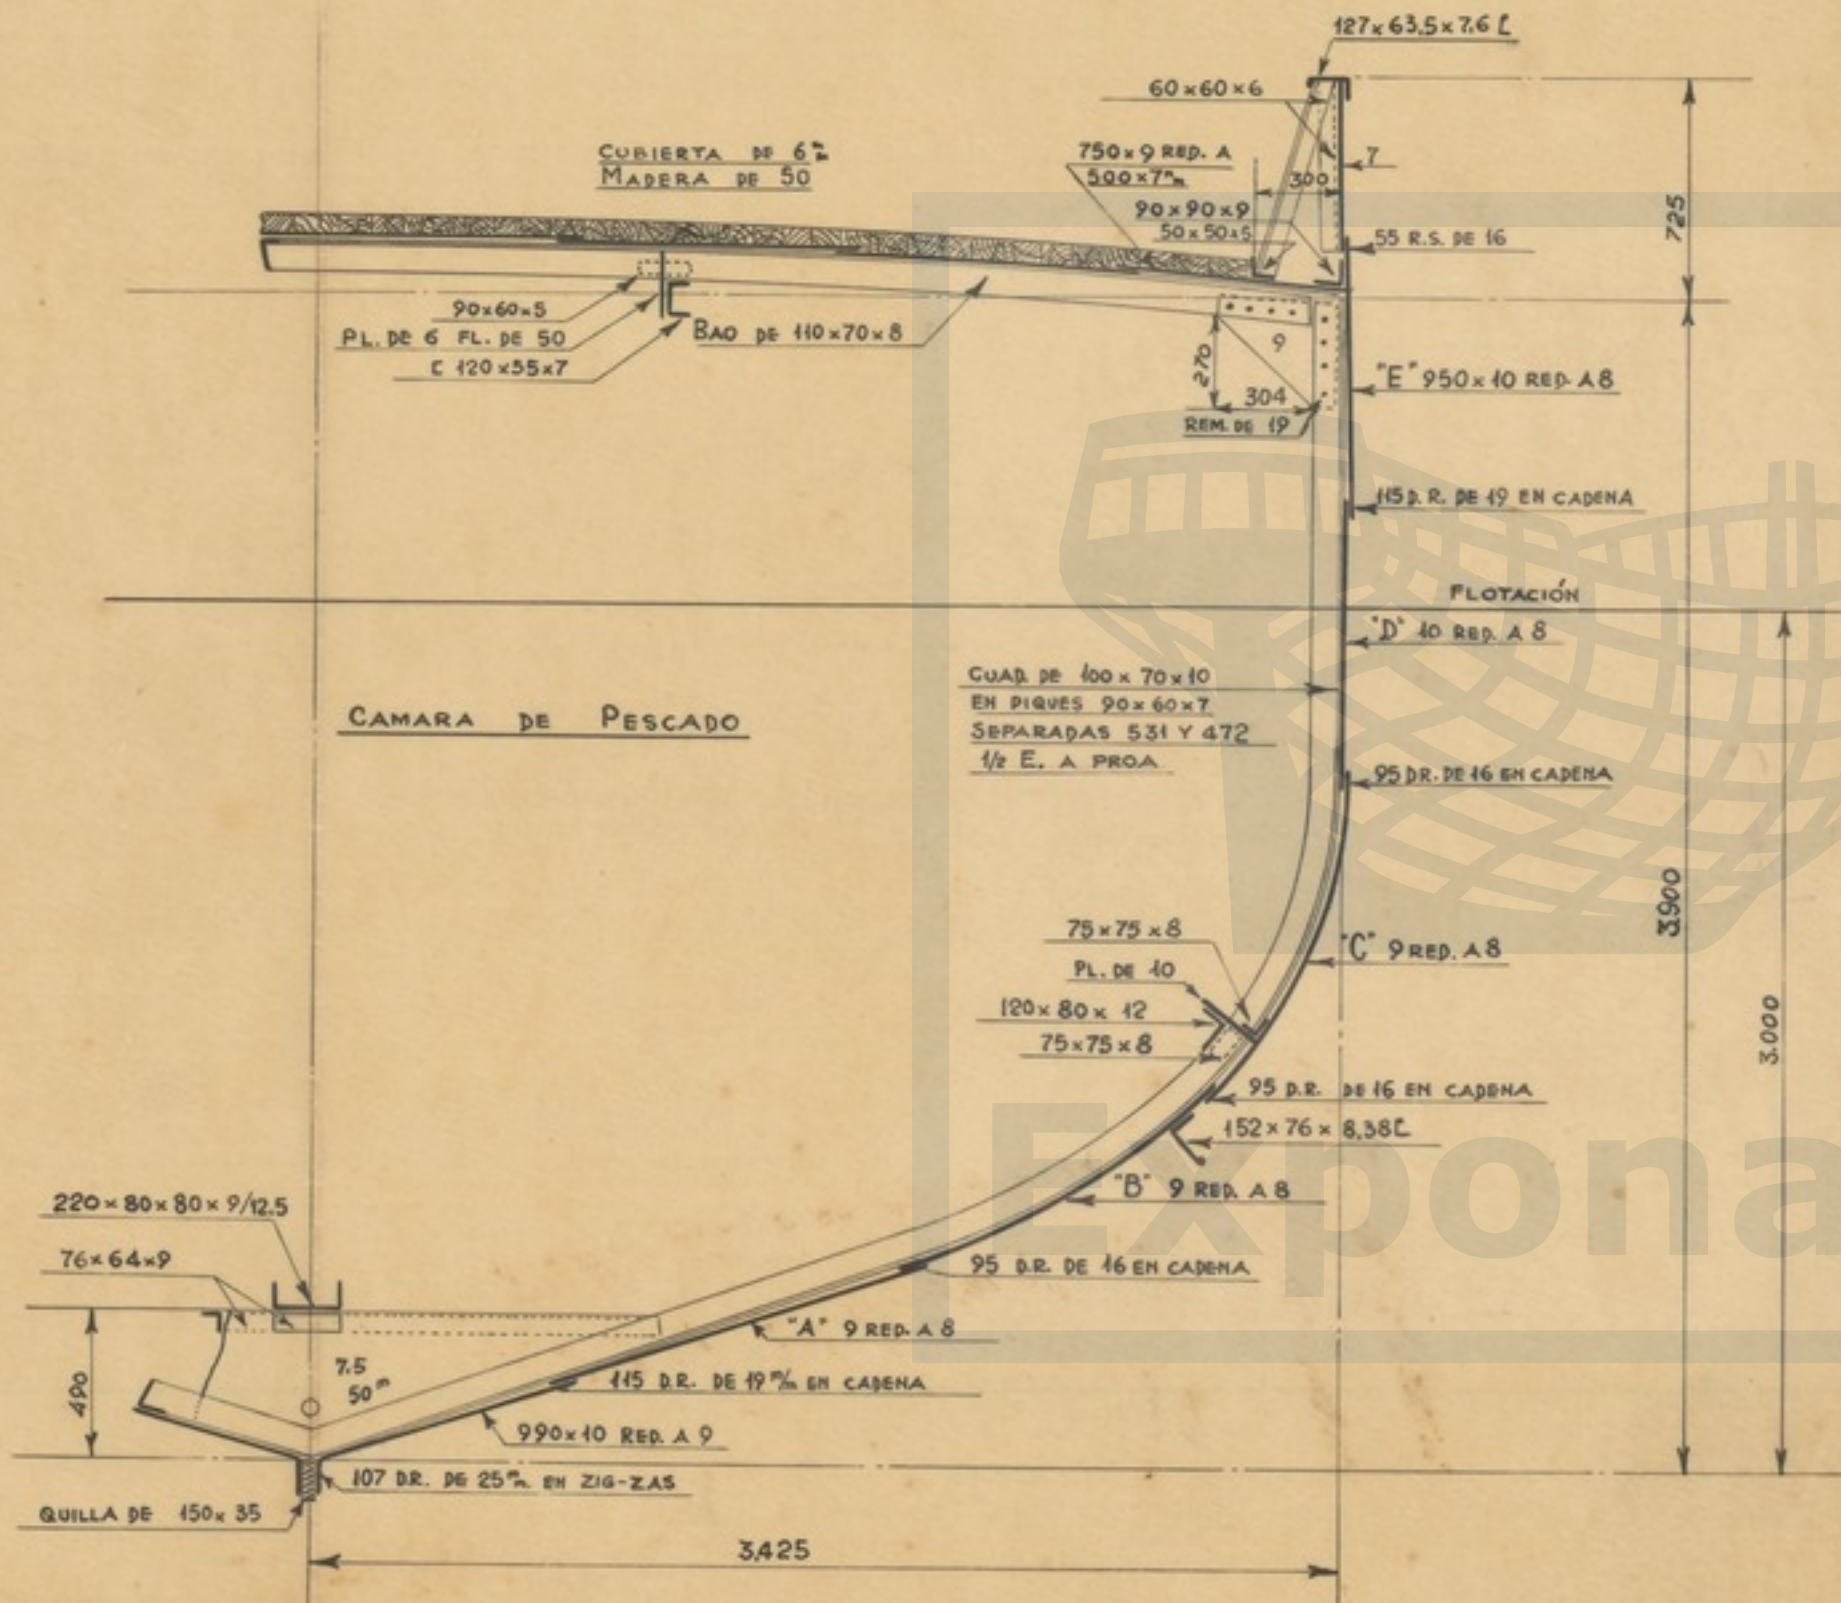 127x63.5x7.6 [
60x60x6
CUBIERTA DE 6 m/m
MADERA DE 50
750x9 RED. A
500x7 m/m
7
300
90x90x9
50x50x5
55 R.S. DE 16
725
90x60x5
PL. DE 6 FL. DE 50
[ 120x55x7
BAO DE 110x70x8
270
9
304
REM. DE 19
"E" 950x10 RED. A 8
115 D.R. DE 19 EN CADENA
FLOTACIÓN
"D" 10 RED. A 8
CUAD. DE 100x70x10
EN PIQUES 90x60x7
SEPARADAS 531 Y 472
1/2 E. A PROA
CAMARA DE PESCADO
95 D.R. DE 16 EN CADENA
3.900
75x75x8
"C" 9 RED. A 8
PL. DE 10
120x80x12
75x75x8
3.000
95 D.R. DE 16 EN CADENA
152x76x8,38 [
"B" 9 RED. A 8
220x80x80x9/12.5
76x64x9
95 D.R. DE 16 EN CADENA
"A" 9 RED. A 8
7.5
50 m
490
115 D.R. DE 19 m/m EN CADENA
990x10 RED. A 9
107 D.R. DE 25 m/m EN ZIG-ZAS
QUILLA DE 150x35
3,425
Expona